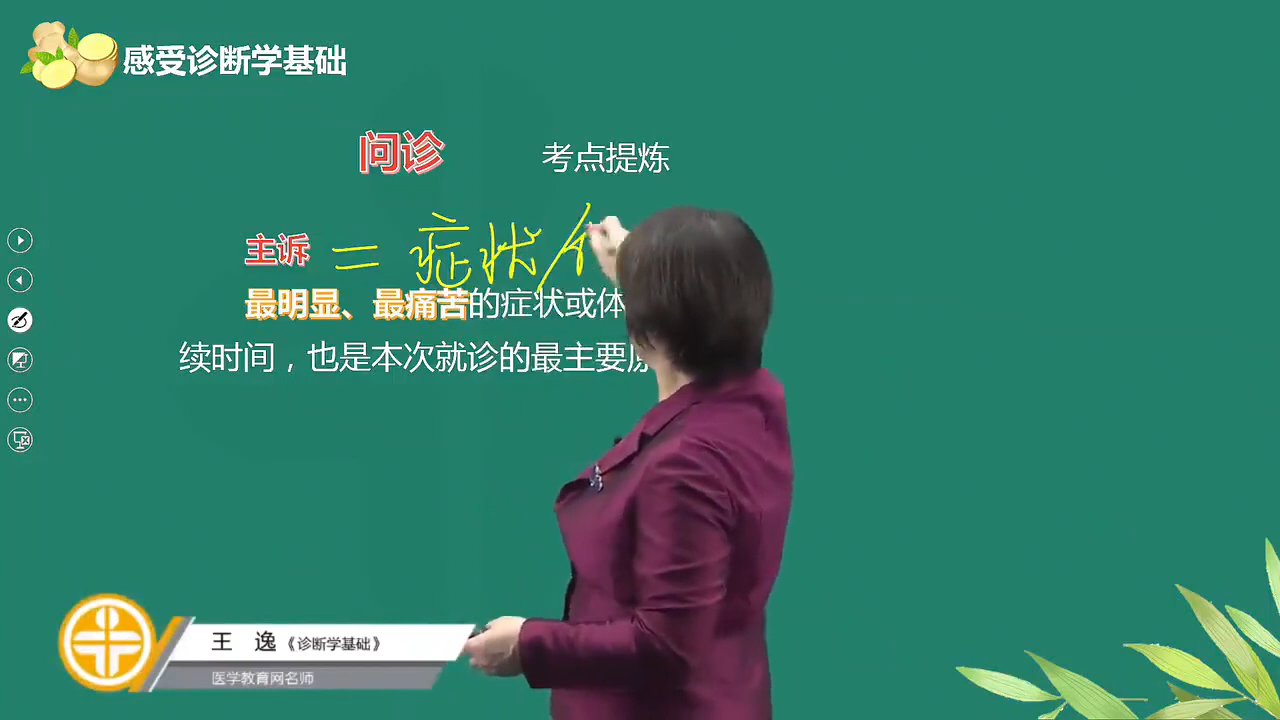 感受诊断学基础
问诊 考点提炼
主诉 = 症状/
最明显、最痛苦的症状或体
续时间，也是本次就诊的最主要原
王 逸《诊断学基础》
医学教育网名师